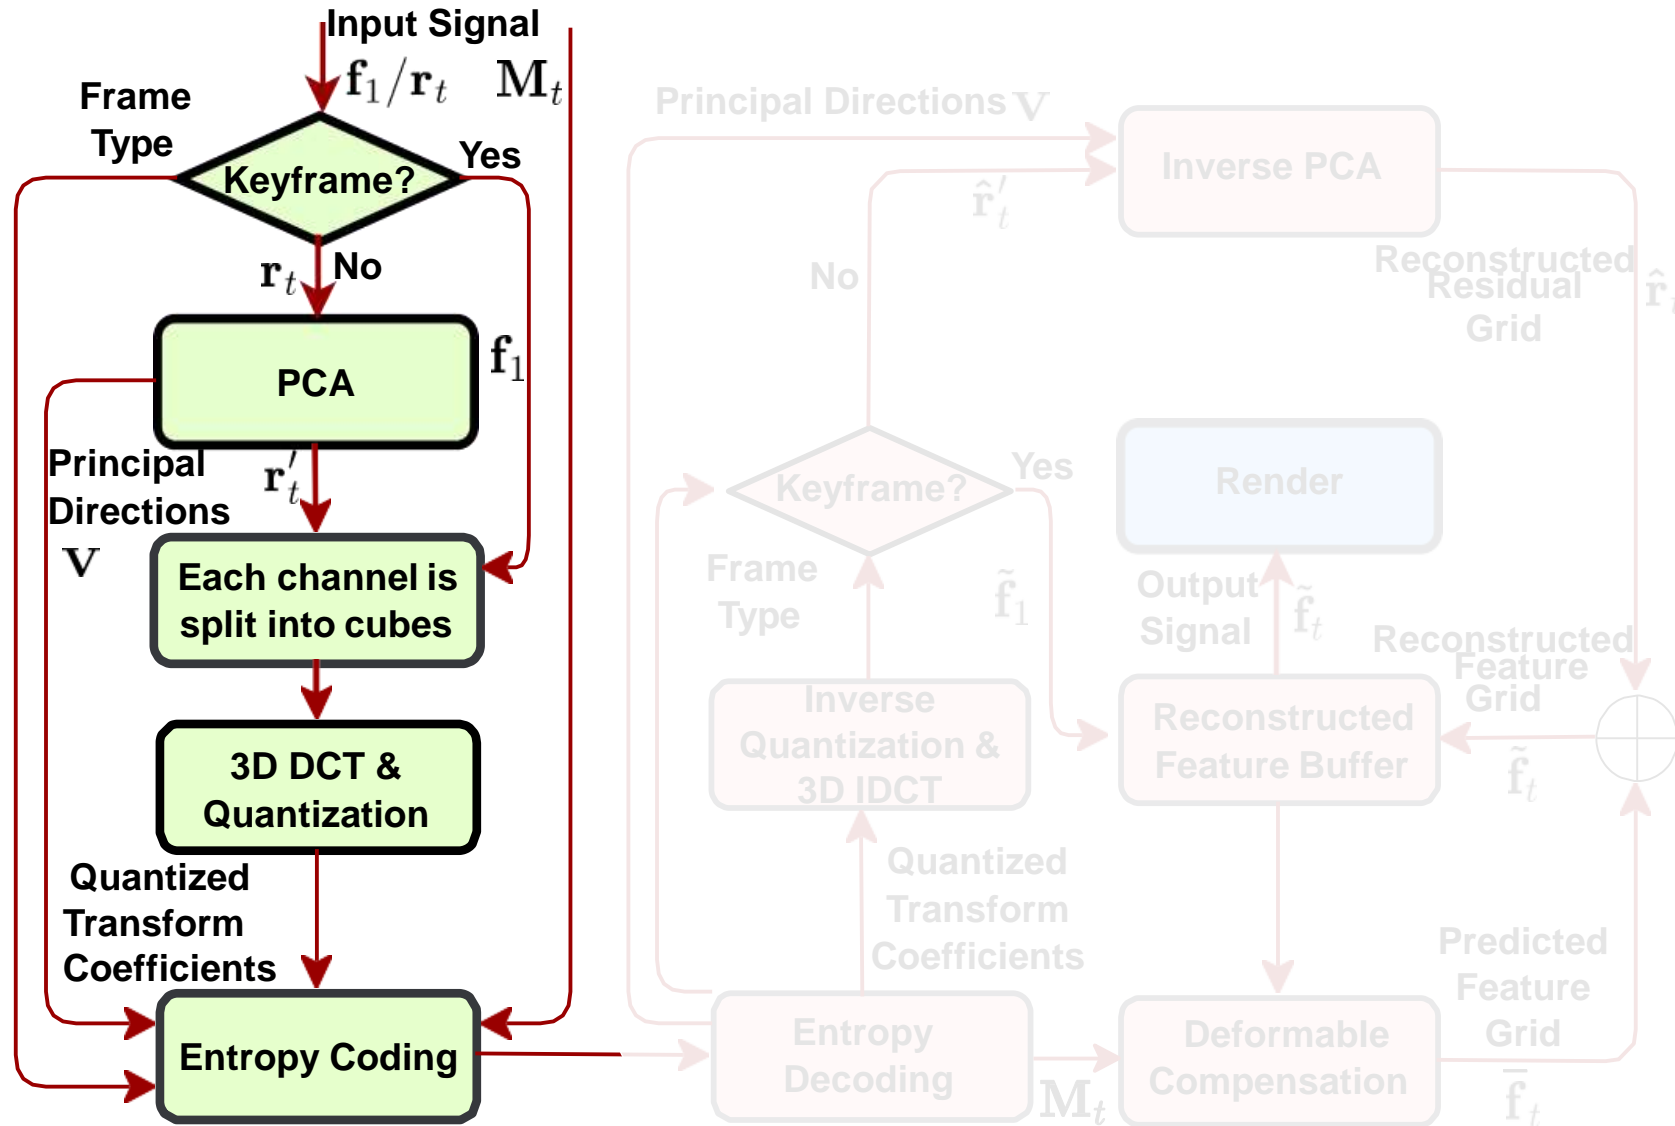 Input Signal
f₁/rₜ
Mₜ
Frame
Type
Keyframe?
Yes
rₜ
No
PCA
f₁
Principal
Directions
V
r′ₜ
Each channel is
split into cubes
3D DCT &
Quantization
Quantized
Transform
Coefficients
Entropy Coding
Principal Directions V
Inverse PCA
r̂′ₜ
No
Reconstructed
Residual
Grid
r̂ₜ
Keyframe?
Yes
Render
Frame
Type
f̃₁
Output
Signal
f̃ₜ
Reconstructed
Feature
Grid
Inverse
Quantization &
3D IDCT
Reconstructed
Feature Buffer
f̃ₜ
Quantized
Transform
Coefficients
Predicted
Feature
Grid
Entropy
Decoding
Mₜ
Deformable
Compensation
f̄ₜ